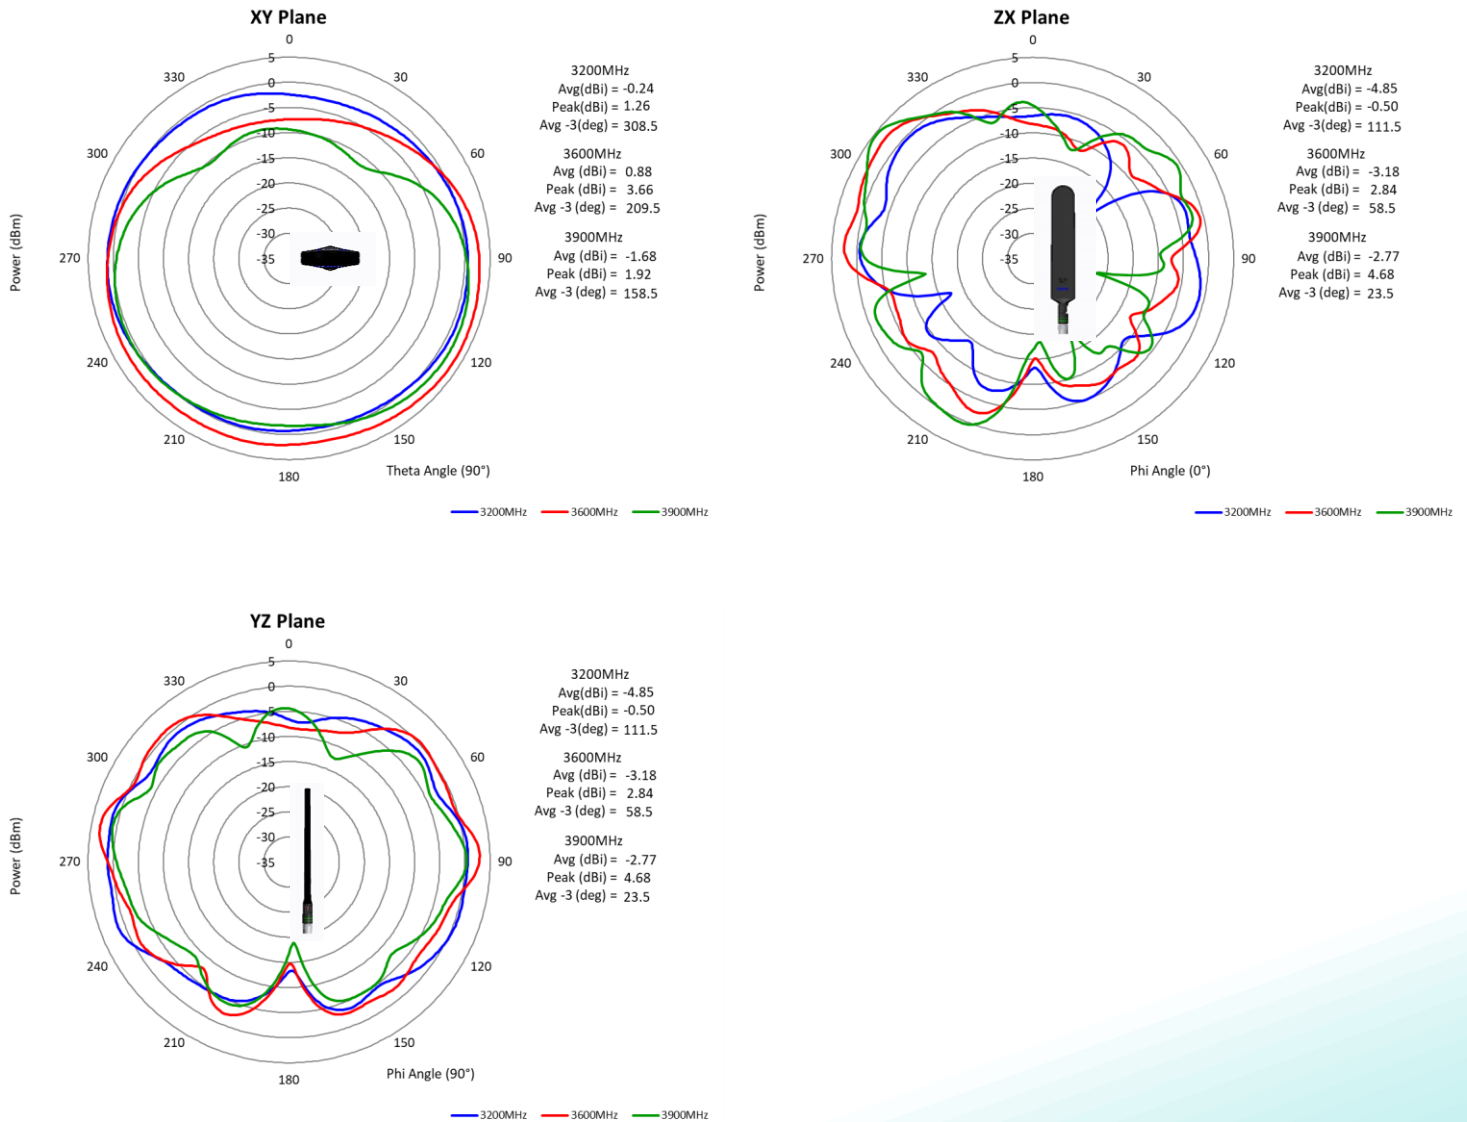 XY Plane
0
330
30
300
60
270
90
240
120
210
150
180
5
0
-5
-10
-15
-20
-25
-30
-35
Power (dBm)
Theta Angle (90°)
3200MHz
Avg(dBi) = -0.24
Peak(dBi) = 1.26
Avg -3(deg) = 308.5
3600MHz
Avg (dBi) = 0.88
Peak (dBi) = 3.66
Avg -3 (deg) = 209.5
3900MHz
Avg (dBi) = -1.68
Peak (dBi) = 1.92
Avg -3 (deg) = 158.5
3200MHz 3600MHz 3900MHz
ZX Plane
0
330
30
300
60
270
90
240
120
210
150
180
5
0
-5
-10
-15
-20
-25
-30
-35
Power (dBm)
Phi Angle (0°)
3200MHz
Avg(dBi) = -4.85
Peak(dBi) = -0.50
Avg -3(deg) = 111.5
3600MHz
Avg (dBi) = -3.18
Peak (dBi) = 2.84
Avg -3 (deg) = 58.5
3900MHz
Avg (dBi) = -2.77
Peak (dBi) = 4.68
Avg -3 (deg) = 23.5
3200MHz 3600MHz 3900MHz
YZ Plane
0
330
30
300
60
270
90
240
120
210
150
180
5
0
-5
-10
-15
-20
-25
-30
-35
Power (dBm)
Phi Angle (90°)
3200MHz
Avg(dBi) = -4.85
Peak(dBi) = -0.50
Avg -3(deg) = 111.5
3600MHz
Avg (dBi) = -3.18
Peak (dBi) = 2.84
Avg -3 (deg) = 58.5
3900MHz
Avg (dBi) = -2.77
Peak (dBi) = 4.68
Avg -3 (deg) = 23.5
3200MHz 3600MHz 3900MHz